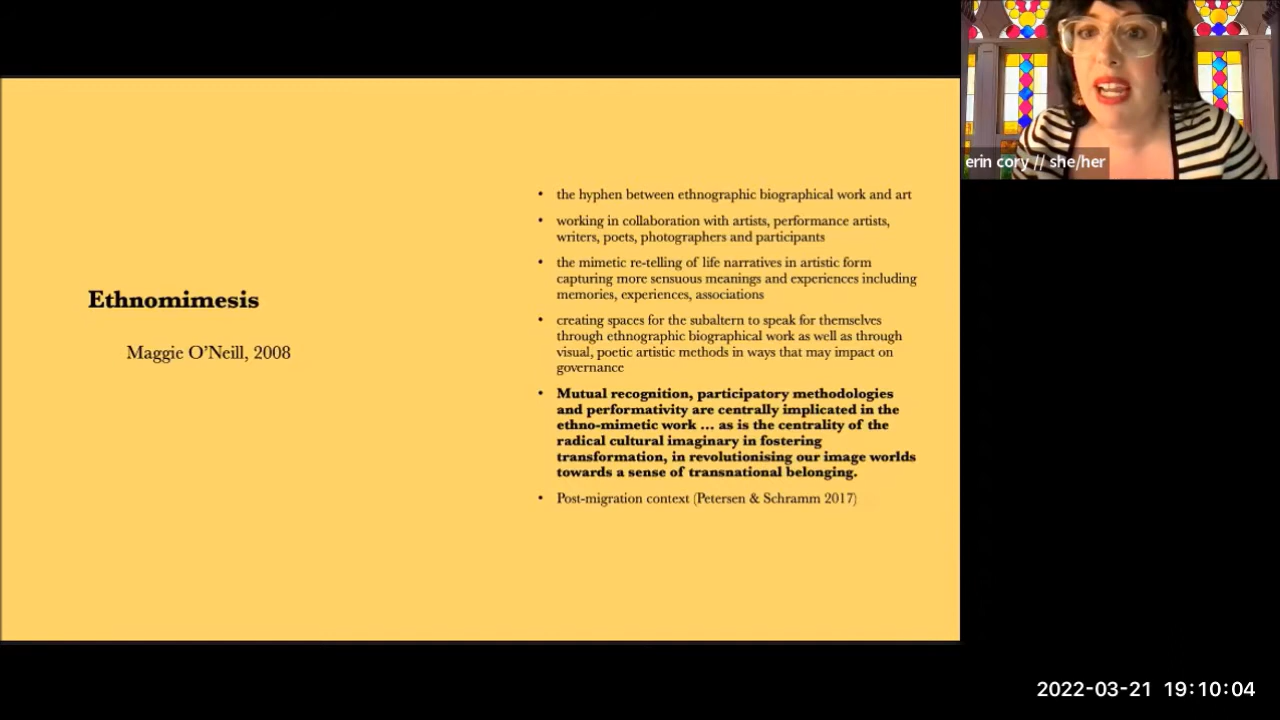 erin cory // she/her
Ethnomimesis
Maggie O'Neill, 2008
• the hyphen between ethnographic biographical work and art
• working in collaboration with artists, performance artists,
writers, poets, photographers and participants
• the mimetic re-telling of life narratives in artistic form
capturing more sensuous meanings and experiences including
memories, experiences, associations
• creating spaces for the subaltern to speak for themselves
through ethnographic biographical work as well as through
visual, poetic artistic methods in ways that may impact on
governance
• Mutual recognition, participatory methodologies
and performativity are centrally implicated in the
ethno-mimetic work ... as is the centrality of the
radical cultural imaginary in fostering
transformation, in revolutionising our image worlds
towards a sense of transnational belonging.
• Post-migration context (Petersen & Schramm 2017)
2022-03-21 19:10:04